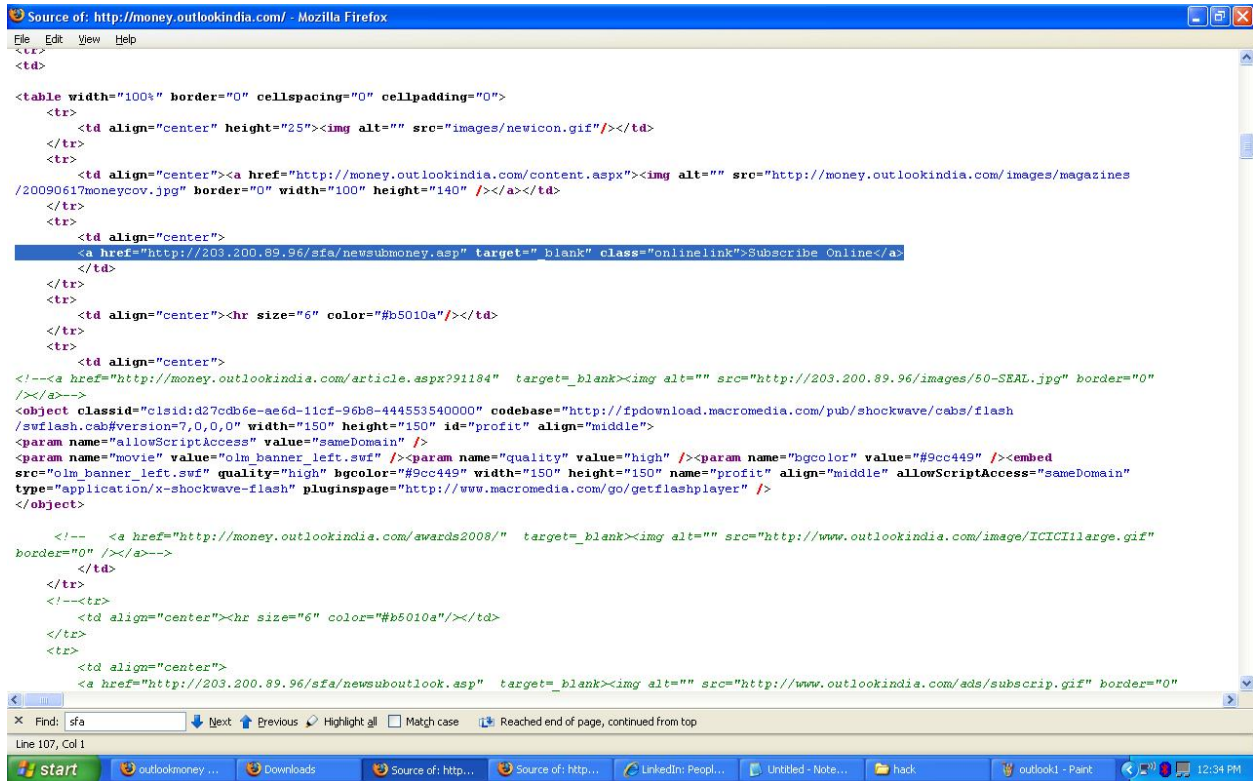 Source of: http://money.outlookindia.com/ - Mozilla Firefox
File Edit View Help
<tr>
<td>
<table width="100%" border="0" cellspacing="0" cellpadding="0">
<tr>
<td align="center" height="25"><img alt="" src="images/newicon.gif"/></td>
</tr>
<tr>
<td align="center"><a href="http://money.outlookindia.com/content.aspx"><img alt="" src="http://money.outlookindia.com/images/magazines
/20090617moneycov.jpg" border="0" width="100" height="140" /></a></td>
</tr>
<tr>
<td align="center">
<a href="http://203.200.89.96/sfa/newsubmoney.asp" target="_blank" class="onlinelink">Subscribe Online</a>
</td>
</tr>
<tr>
<td align="center"><hr size="6" color="#b5010a"/></td>
</tr>
<tr>
<td align="center">
<!--<a href="http://money.outlookindia.com/article.aspx?91184" target=_blank><img alt="" src="http://203.200.89.96/images/50-SEAL.jpg" border="0"
/></a>-->
<object classid="clsid:d27cdb6e-ae6d-11cf-96b8-444553540000" codebase="http://fpdownload.macromedia.com/pub/shockwave/cabs/flash
/swflash.cab#version=7,0,0,0" width="150" height="150" id="profit" align="middle">
<param name="allowScriptAccess" value="sameDomain" />
<param name="movie" value="olm_banner_left.swf" /><param name="quality" value="high" /><param name="bgcolor" value="#9cc449" /><embed
src="olm_banner_left.swf" quality="high" bgcolor="#9cc449" width="150" height="150" name="profit" align="middle" allowScriptAccess="sameDomain"
type="application/x-shockwave-flash" pluginspage="http://www.macromedia.com/go/getflashplayer" />
</object>
<!-- <a href="http://money.outlookindia.com/awards2008/" target=_blank><img alt="" src="http://www.outlookindia.com/image/ICICI1large.gif"
border="0" /></a>-->
</td>
</tr>
<!--<tr>
<td align="center"><hr size="6" color="#b5010a"/></td>
</tr>
<tr>
<td align="center">
<a href="http://203.200.89.96/sfa/newsuboutlook.asp" target=_blank><img alt="" src="http://www.outlookindia.com/ads/subscrip.gif" border="0"
Find: sfa Next Previous Highlight all Match case Reached end of page, continued from top
Line 107, Col 1
start outlookmoney ... Downloads Source of: http... Source of: http... LinkedIn: Peopl... Untitled - Note... hack outlook1 - Paint 12:34 PM